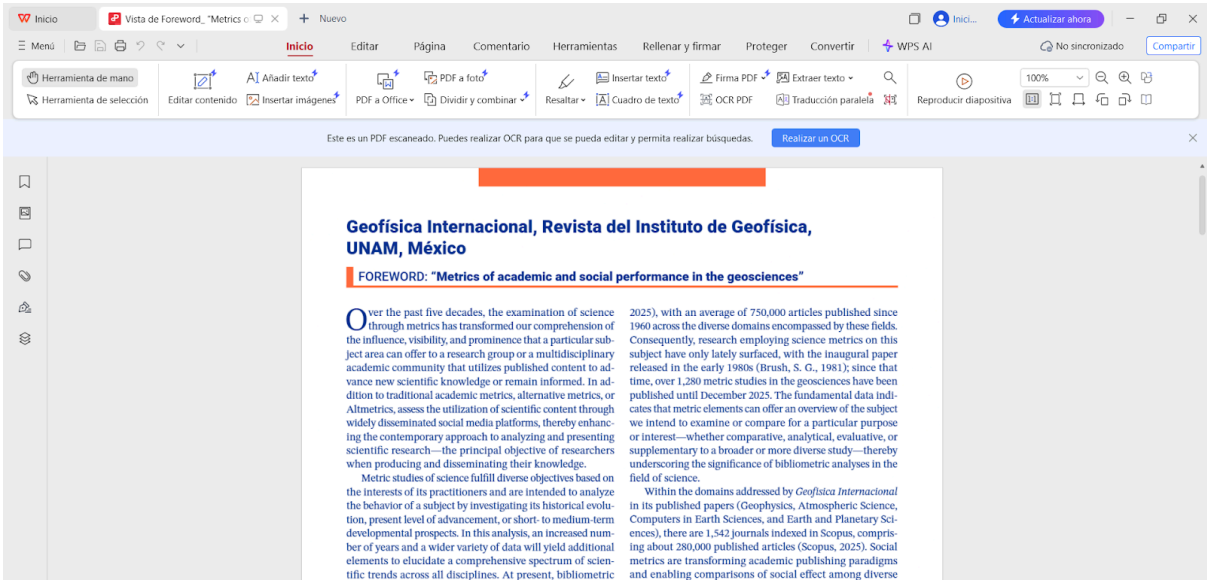 Inicio
Vista de Foreword_ "Metrics o
Nuevo
Inici...
Actualizar ahora
Menú
Inicio
Editar
Página
Comentario
Herramientas
Rellenar y firmar
Proteger
Convertir
WPS AI
No sincronizado
Compartir
Herramienta de mano
Herramienta de selección
Editar contenido
Añadir texto
Insertar imágenes
PDF a Office
PDF a foto
Dividir y combinar
Resaltar
Insertar texto
Cuadro de texto
Firma PDF
OCR PDF
Extraer texto
Traducción paralela
Reproducir diapositiva
100%
Este es un PDF escaneado. Puedes realizar OCR para que se pueda editar y permita realizar búsquedas.
Realizar un OCR
Geofísica Internacional, Revista del Instituto de Geofísica,
UNAM, México
FOREWORD: “Metrics of academic and social performance in the geosciences”
Over the past five decades, the examination of science
through metrics has transformed our comprehension of
the influence, visibility, and prominence that a particular sub-
ject area can offer to a research group or a multidisciplinary
academic community that utilizes published content to ad-
vance new scientific knowledge or remain informed. In ad-
dition to traditional academic metrics, alternative metrics, or
Altmetrics, assess the utilization of scientific content through
widely disseminated social media platforms, thereby enhanc-
ing the contemporary approach to analyzing and presenting
scientific research—the principal objective of researchers
when producing and disseminating their knowledge.
Metric studies of science fulfill diverse objectives based on
the interests of its practitioners and are intended to analyze
the behavior of a subject by investigating its historical evolu-
tion, present level of advancement, or short- to medium-term
developmental prospects. In this analysis, an increased num-
ber of years and a wider variety of data will yield additional
elements to elucidate a comprehensive spectrum of scien-
tific trends across all disciplines. At present, bibliometric
2025), with an average of 750,000 articles published since
1960 across the diverse domains encompassed by these fields.
Consequently, research employing science metrics on this
subject have only lately surfaced, with the inaugural paper
released in the early 1980s (Brush, S. G., 1981); since that
time, over 1,280 metric studies in the geosciences have been
published until December 2025. The fundamental data indi-
cates that metric elements can offer an overview of the subject
we intend to examine or compare for a particular purpose
or interest—whether comparative, analytical, evaluative, or
supplementary to a broader or more diverse study—thereby
underscoring the significance of bibliometric analyses in the
field of science.
Within the domains addressed by Geofísica Internacional
in its published papers (Geophysics, Atmospheric Science,
Computers in Earth Sciences, and Earth and Planetary Sci-
ences), there are 1,542 journals indexed in Scopus, compris-
ing about 280,000 published articles (Scopus, 2025). Social
metrics are transforming academic publishing paradigms
and enabling comparisons of social effect among diverse